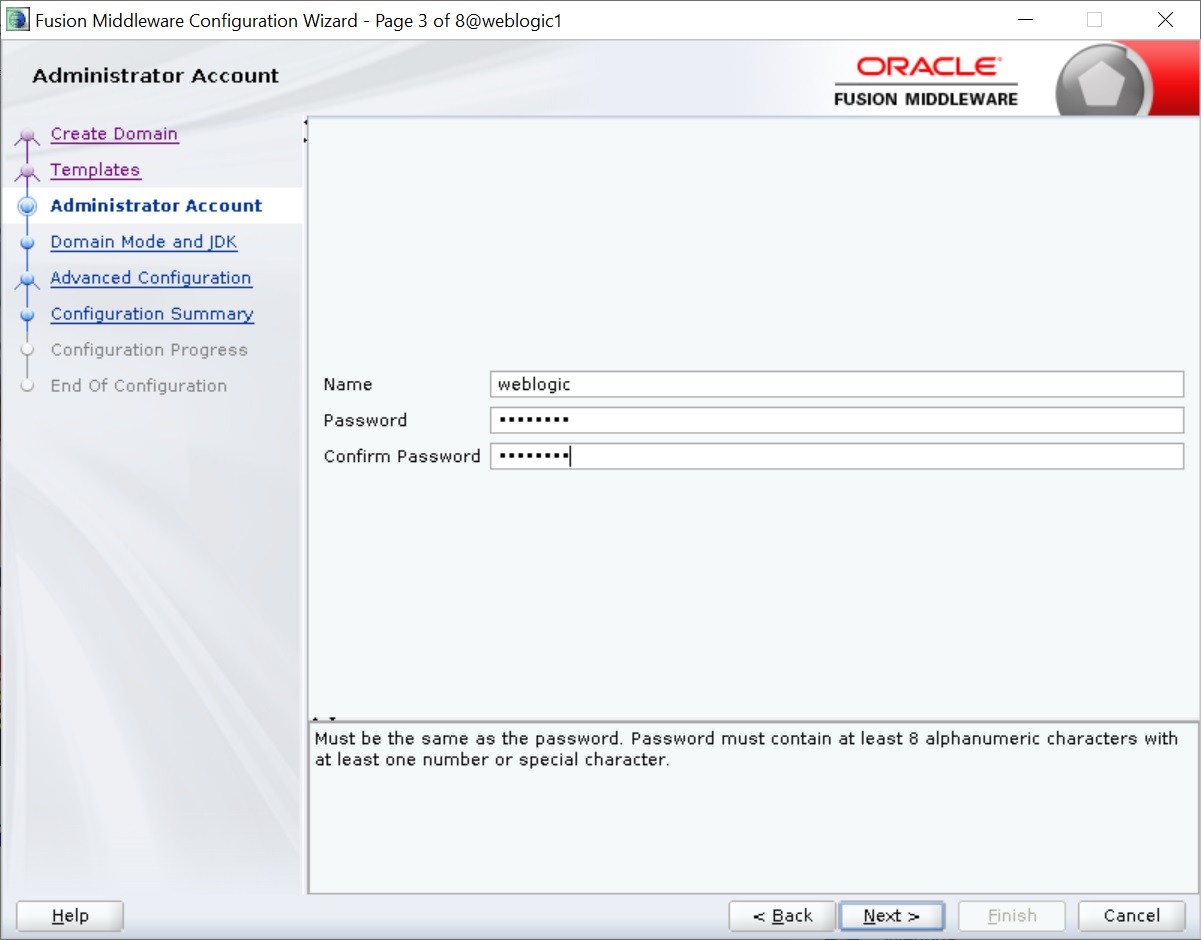 Fusion Middleware Configuration Wizard - Page 3 of 8@weblogic1
Administrator Account
ORACLE
FUSION MIDDLEWARE
Create Domain
Templates
Administrator Account
Domain Mode and JDK
Advanced Configuration
Configuration Summary
Configuration Progress
End Of Configuration
Name weblogic
Password ••••••••
Confirm Password ••••••••
Must be the same as the password. Password must contain at least 8 alphanumeric characters with
at least one number or special character.
Help < Back Next > Finish Cancel